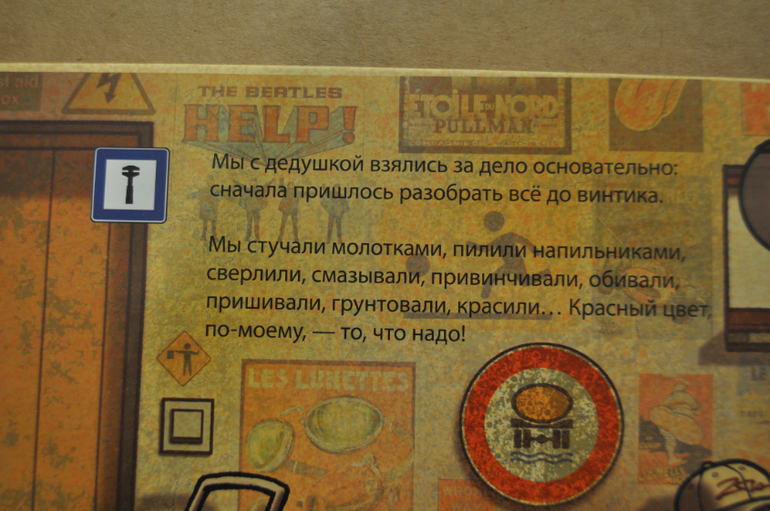 THE BEATLES
HELP!
ÉTOILE DU NORD
PULLMAN
Мы с дедушкой взялись за дело основательно:
сначала пришлось разобрать всё до винтика.
Мы стучали молотками, пилили напильниками,
сверлили, смазывали, привинчивали, обивали,
пришивали, грунтовали, красили... Красный цвет,
по-моему, — то, что надо!
LES LUNETTES